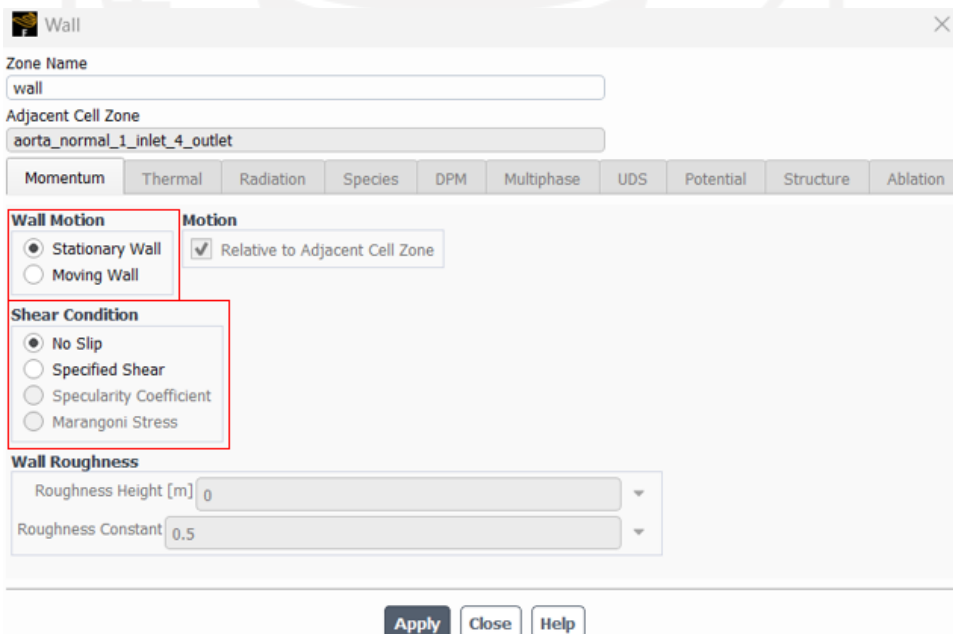 Wall
Zone Name
wall
Adjacent Cell Zone
aorta_normal_1_inlet_4_outlet
Momentum Thermal Radiation Species DPM Multiphase UDS Potential Structure Ablation
Wall Motion Motion
Stationary Wall Relative to Adjacent Cell Zone
Moving Wall
Shear Condition
No Slip
Specified Shear
Specularity Coefficient
Marangoni Stress
Wall Roughness
Roughness Height [m] 0
Roughness Constant 0.5
Apply Close Help